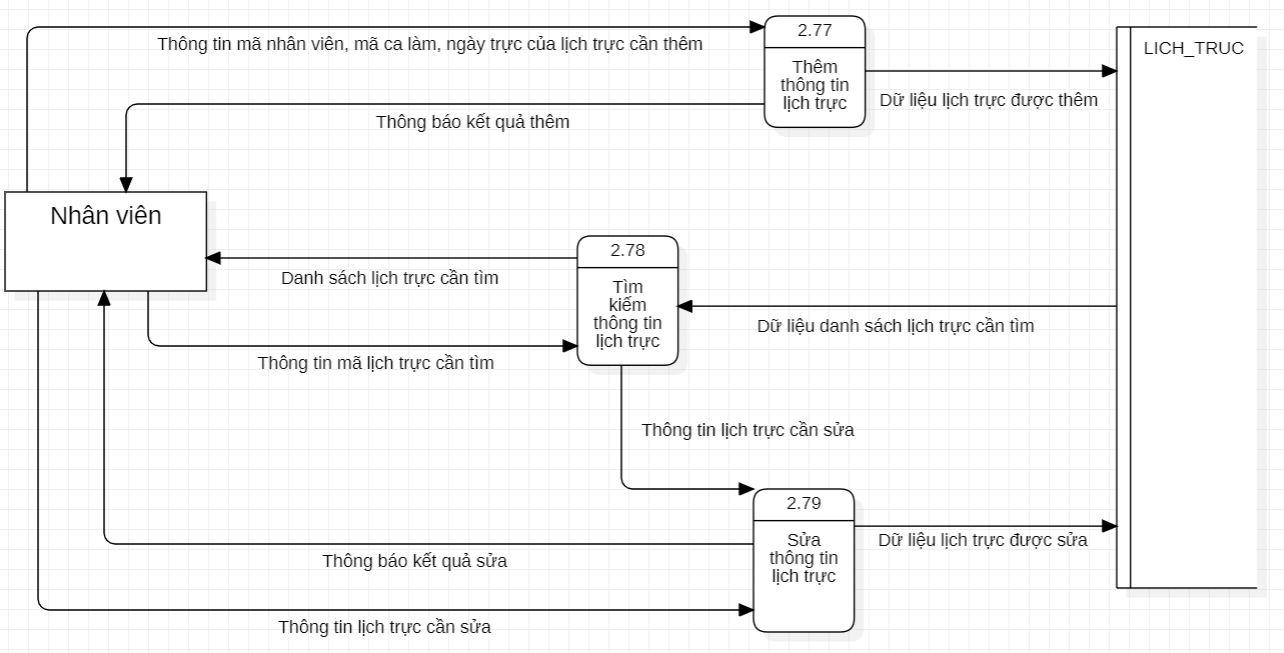 2.77
Thông tin mã nhân viên, mã ca làm, ngày trực của lịch trực cần thêm
LICH_TRUC
Thêm
thông tin
lịch trực
Dữ liệu lịch trực được thêm
Thông báo kết quả thêm
Nhân viên
2.78
Danh sách lịch trực cần tìm
Tìm
kiếm
thông tin
lịch trực
Dữ liệu danh sách lịch trực cần tìm
Thông tin mã lịch trực cần tìm
Thông tin lịch trực cần sửa
2.79
Sửa
thông tin
lịch trực
Dữ liệu lịch trực được sửa
Thông báo kết quả sửa
Thông tin lịch trực cần sửa